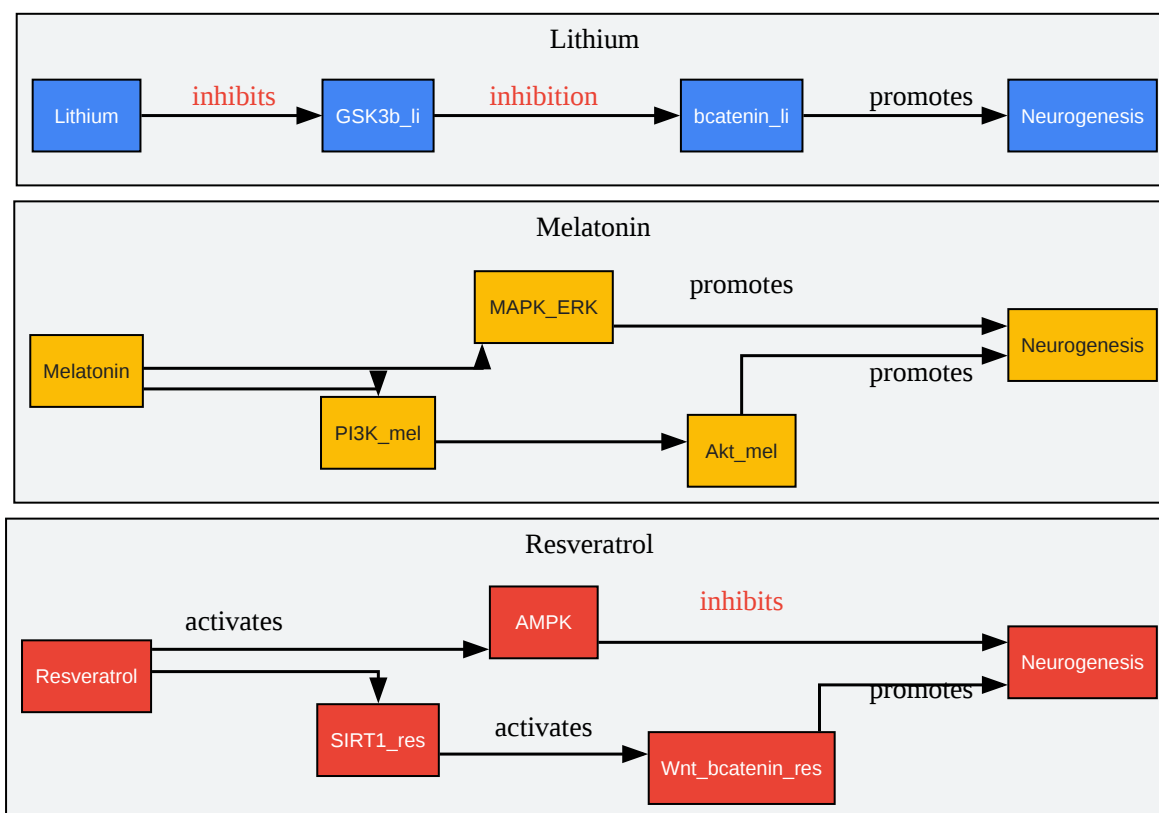 Lithium
inhibits
inhibition
promotes
Lithium
GSK3b_li
bcatenin_li
Neurogenesis
Melatonin
promotes
MAPK_ERK
Neurogenesis
Melatonin
promotes
PI3K_mel
Akt_mel
Resveratrol
inhibits
activates
AMPK
Neurogenesis
Resveratrol
promotes
activates
SIRT1_res
Wnt_bcatenin_res